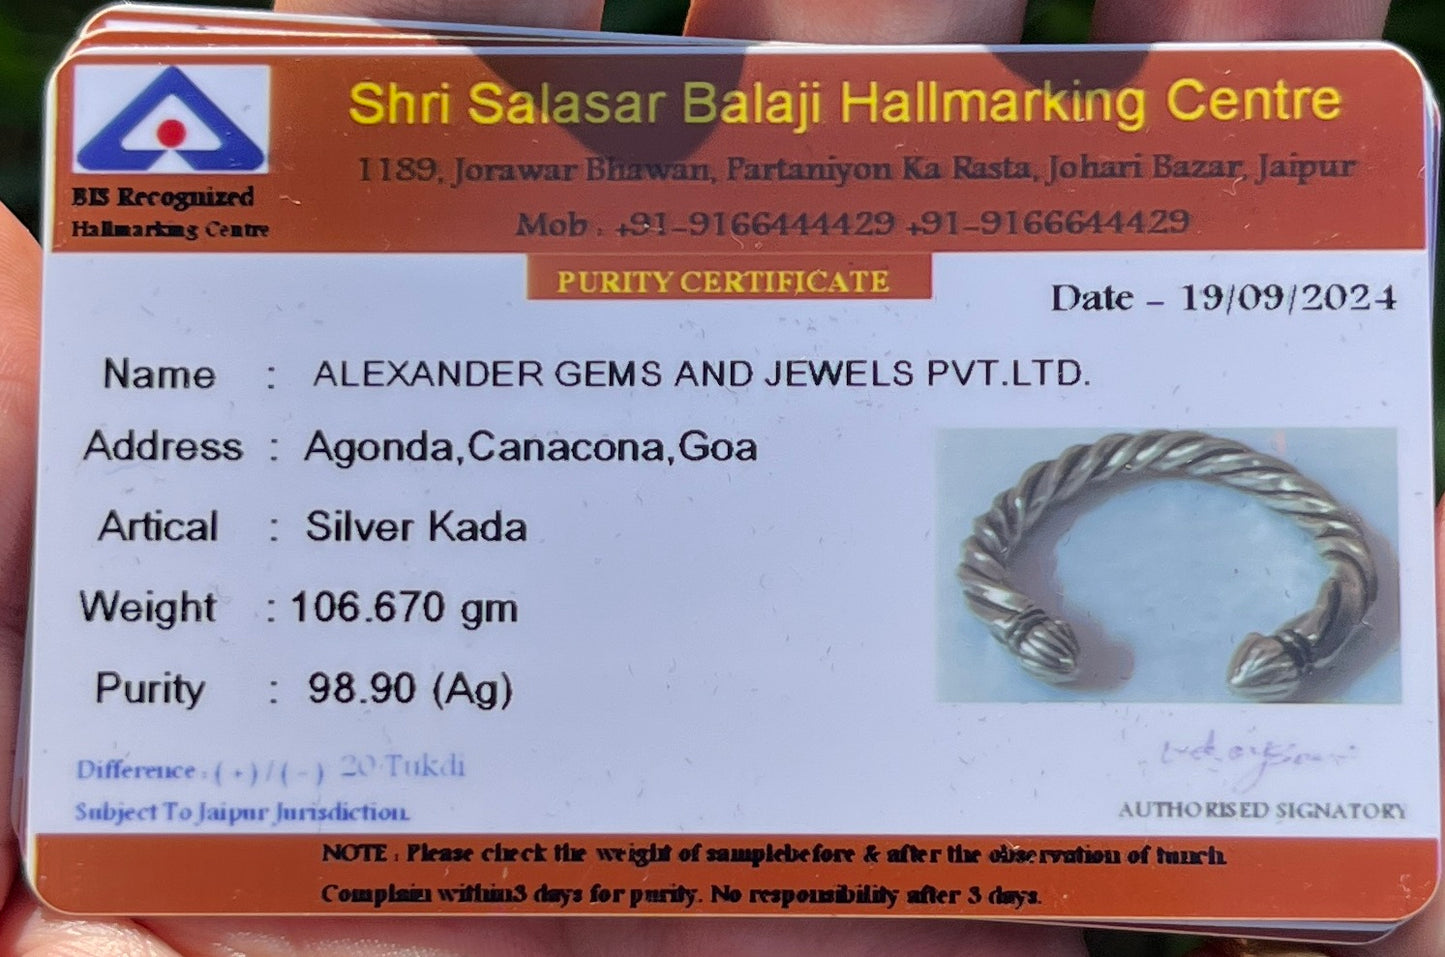 Shri Salasar Balaji Hallmarking Centre
1189, Jorawar Bhawan, Partaniyon Ka Rasta, Johari Bazar, Jaipur
BIS Recognized
Hallmarking Centre
Mob : +91-9166444429 +91-9166644429
PURITY CERTIFICATE
Date - 19/09/2024
Name : ALEXANDER GEMS AND JEWELS PVT.LTD.
Address : Agonda,Canacona,Goa
Artical : Silver Kada
Weight : 106.670 gm
Purity : 98.90 (Ag)
Difference : (+)/(-) 20 Tukdi
Subject To Jaipur Jurisdiction
AUTHORISED SIGNATORY
NOTE : Please check the weight of samplebefore & after the observation of tunch
Complain within3 days for purity. No responsibility after 3 days.